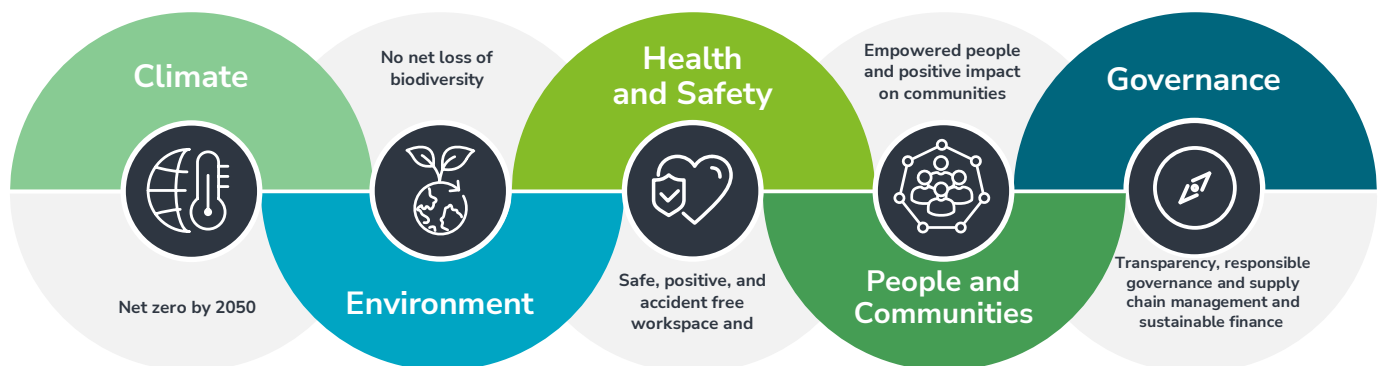 Climate
Net zero by 2050
No net loss of
biodiversity
Environment
Health
and Safety
Safe, positive, and
accident free
workspace and
Empowered people
and positive impact
on communities
People and
Communities
Governance
Transparency, responsible
governance and supply
chain management and
sustainable finance